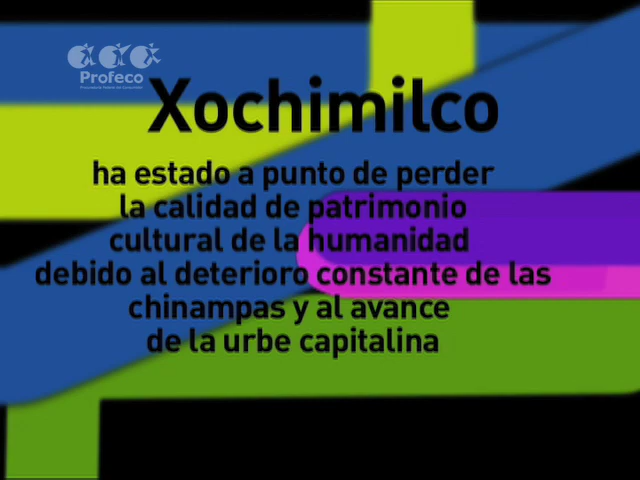 Profeco
Xochimilco
ha estado a punto de perder
la calidad de patrimonio
cultural de la humanidad
debido al deterioro constante de las
chinampas y al avance
de la urbe capitalina